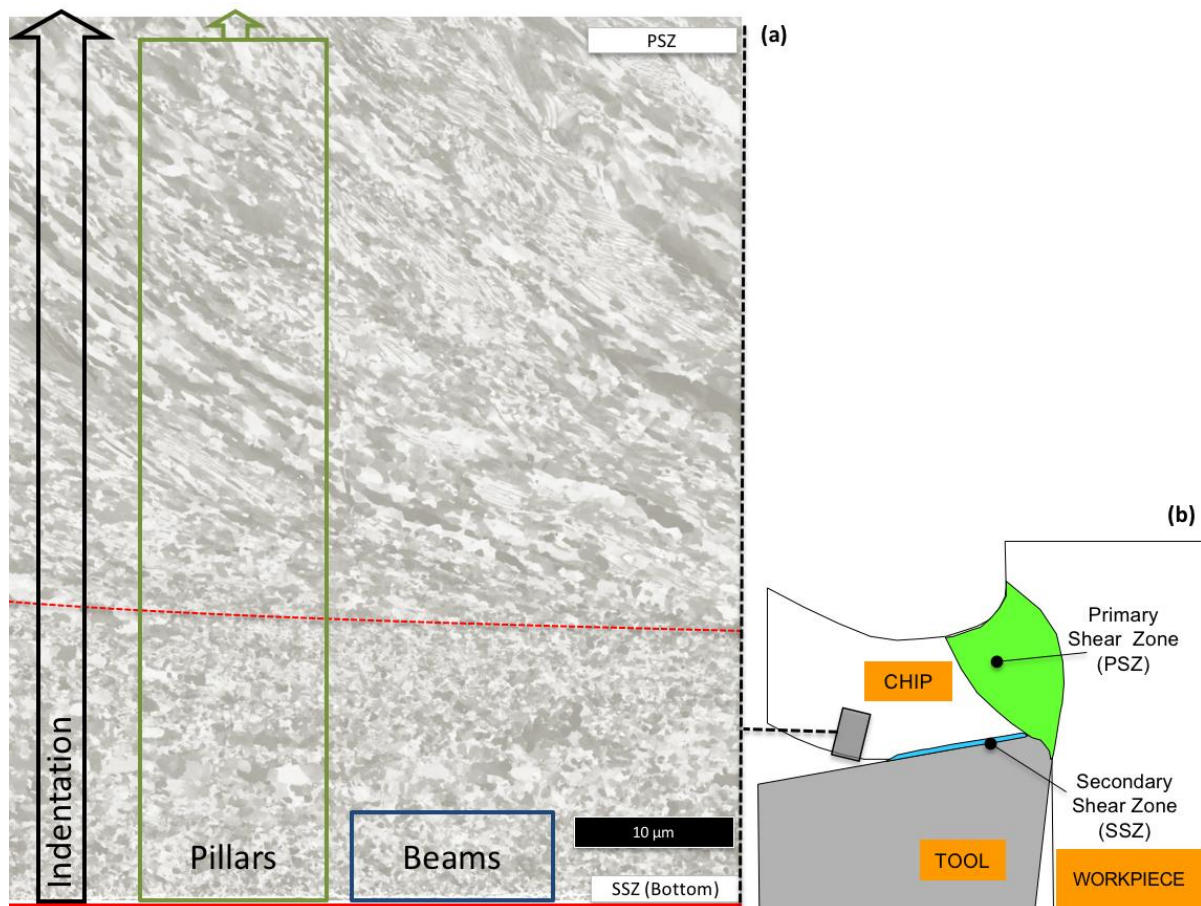 PSZ
(a)
Indentation
Pillars
Beams
10 µm
SSZ (Bottom)
(b)
Primary
Shear Zone
(PSZ)
CHIP
Secondary
Shear Zone
(SSZ)
TOOL
WORKPIECE